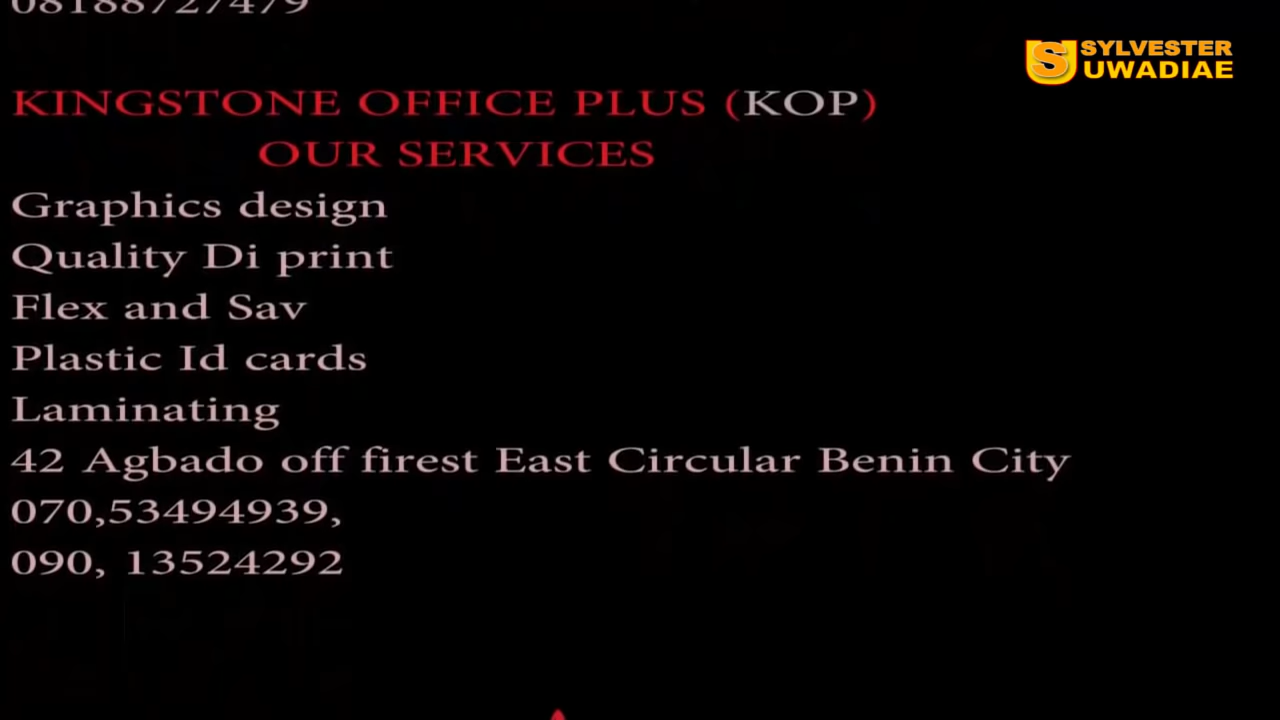 08188727479
SYLVESTER
UWADIAE
KINGSTONE OFFICE PLUS (KOP)
OUR SERVICES
Graphics design
Quality Di print
Flex and Sav
Plastic Id cards
Laminating
42 Agbado off firest East Circular Benin City
070,53494939,
090, 13524292